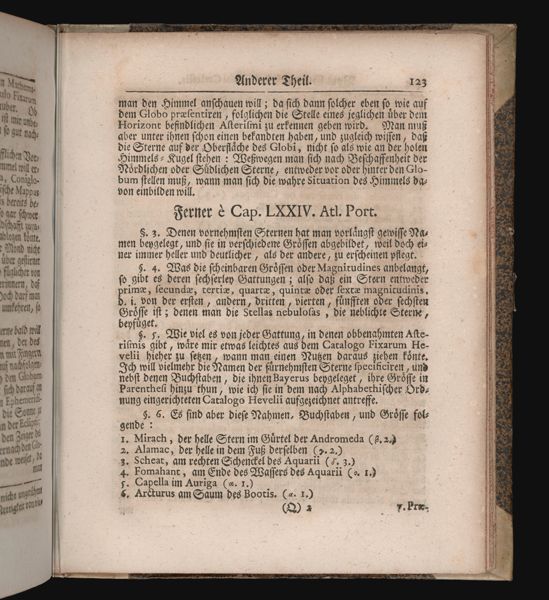 Anderer Theil. 123
man den Himmel anschauen will; da sich dann solcher eben so wie auf
dem Globo præsentiren, folglichen die Stelle eines jeglichen über dem
Horizont befindlichen Asterismi zu erkennen geben wird. Man muß
aber unter ihnen schon einen bekandten haben, und zugleich wissen, daß
die Sterne auf der Oberfläche des Globi, nicht so als wie an der holen
Himmels-Kugel stehen: Weßwegen man sich nach Beschaffenheit der
Nördlichen oder Südlichen Sterne, entweder vor oder hinter den Glo-
bum stellen muß, wann man sich die wahre Situation des Himmels da-
von einbilden will.
Ferner è Cap. LXXIV. Atl. Port.
§. 3. Denen vornehmsten Sternen hat man vorlängst gewisse Na-
men beygelegt, und sie in verschiedene Grössen abgebildet, weil doch ei-
ner immer heller und deutlicher, als der andere, zu erscheinen pflegt.
§. 4. Was die scheinbaren Grössen oder Magnitudines anbelangt,
so gibt es deren sechserley Gattungen; also daß ein Stern entweder
primæ, secundæ, tertiæ, quartæ, quintæ oder sextæ magnitudinis,
d. i. von der ersten, andern, dritten, vierten, fünfften oder sechsten
Grösse ist; denen man die Stellas nebulosas, die neblichte Sterne,
beyfüget.
§. 5. Wie viel es von jeder Gattung, in denen obbenahmten Aste-
rismis gibt, wäre mir etwas leichtes aus dem Catalogo Fixarum He-
velii hieher zu setzen, wann man einen Nutzen daraus ziehen könte.
Ich will vielmehr die Namen der fürnehmsten Sterne specificiren, und
nebst denen Buchstaben, die ihnen Bayerus beygeleget, ihre Grösse in
Parenthesi hinzu thun, wie ich sie in dem nach Alphabethischer Ord-
nung eingerichteten Catalogo Hevelii aufgezeichnet antreffe.
§. 6. Es sind aber diese Nahmen, Buchstaben, und Grösse fol-
gende:
1. Mirach, der helle Stern im Gürtel der Andromeda (β. 2.)
2. Alamac, der helle in dem Fuß derselben (γ. 2.)
3. Scheat, am rechten Schenckel des Aquarii (δ. 3.)
4. Fomahant, am Ende des Wassers des Aquarii (α. 1.)
5. Capella im Auriga (α. 1.)
6. Arcturus am Saum des Bootis. (α. 1.)
(Q) 2 7. Præ-